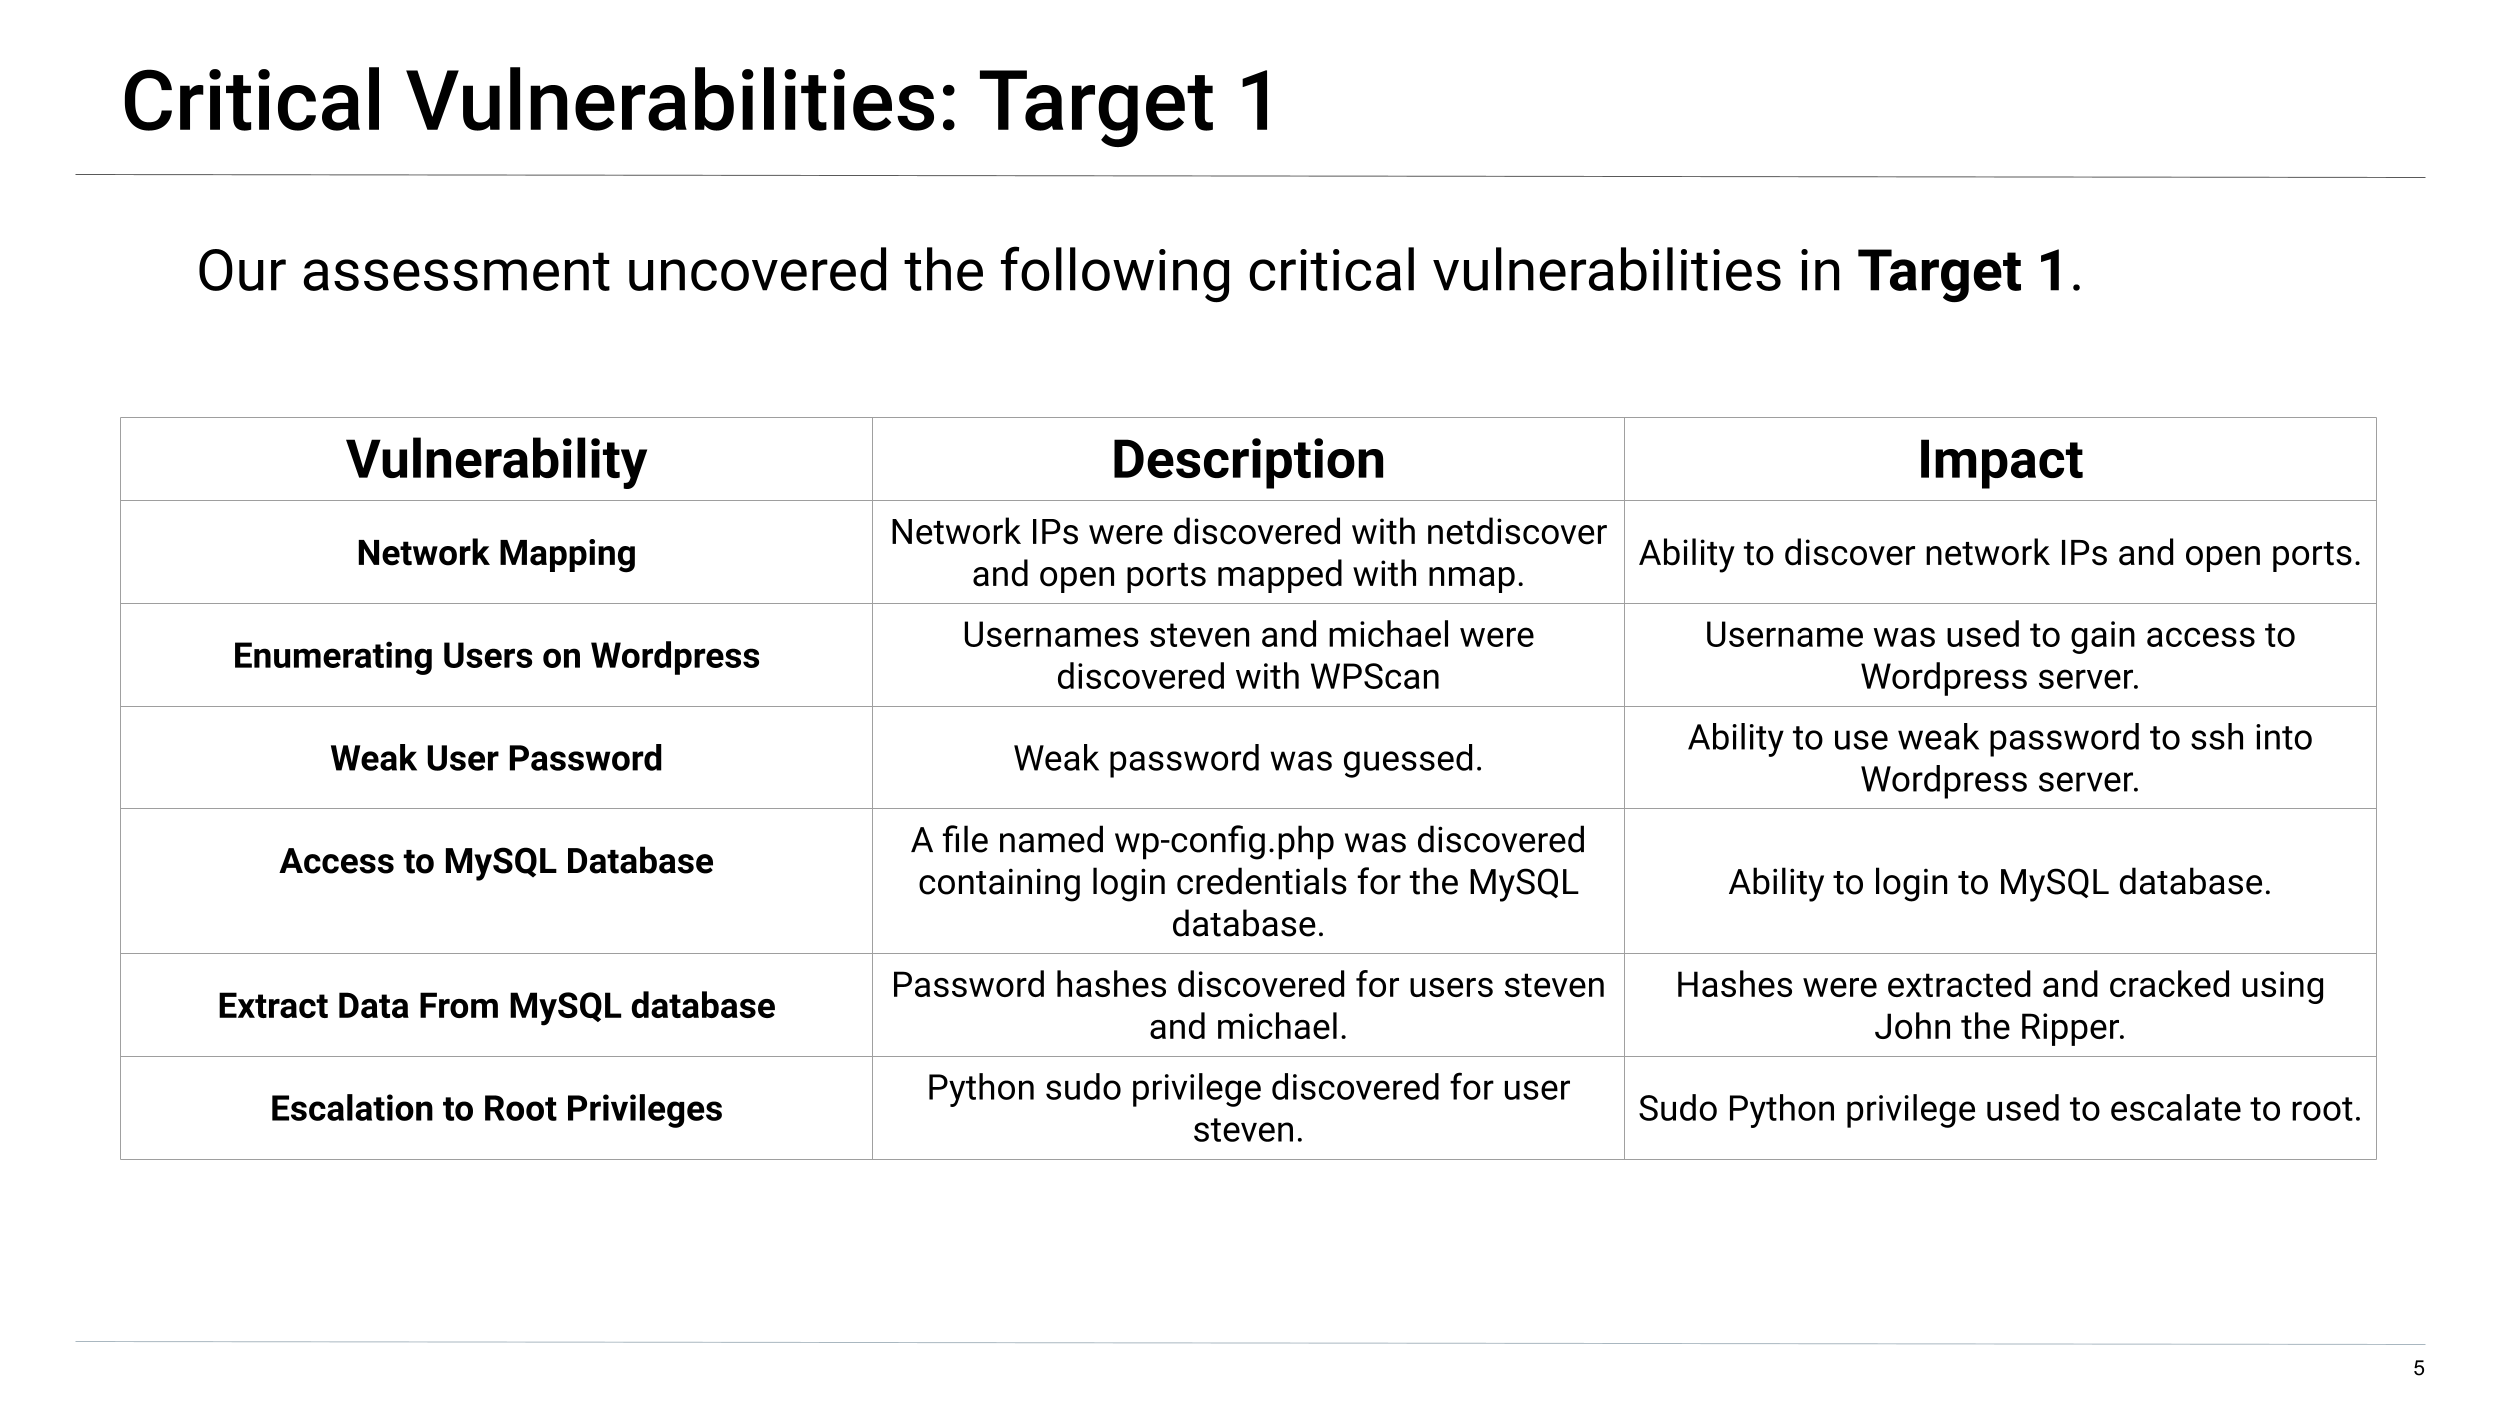 Critical Vulnerabilities: Target 1
Our assessment uncovered the following critical vulnerabilities in Target 1.
Vulnerability
Description
Impact
Network Mapping
Network IPs were discovered with netdiscover
and open ports mapped with nmap.
Ability to discover network IPs and open ports.
Enumerating Users on Wordpress
Usernames steven and michael were
discovered with WPScan
Username was used to gain access to
Wordpress server.
Weak User Password
Weak password was guessed.
Ability to use weak password to ssh into
Wordpress server.
Access to MySQL Database
A file named wp-config.php was discovered
containing login credentials for the MySQL
database.
Ability to login to MySQL database.
Extract Data From MySQL database
Password hashes discovered for users steven
and michael.
Hashes were extracted and cracked using
John the Ripper.
Escalation to Root Privileges
Python sudo privilege discovered for user
steven.
Sudo Python privilege used to escalate to root.
5